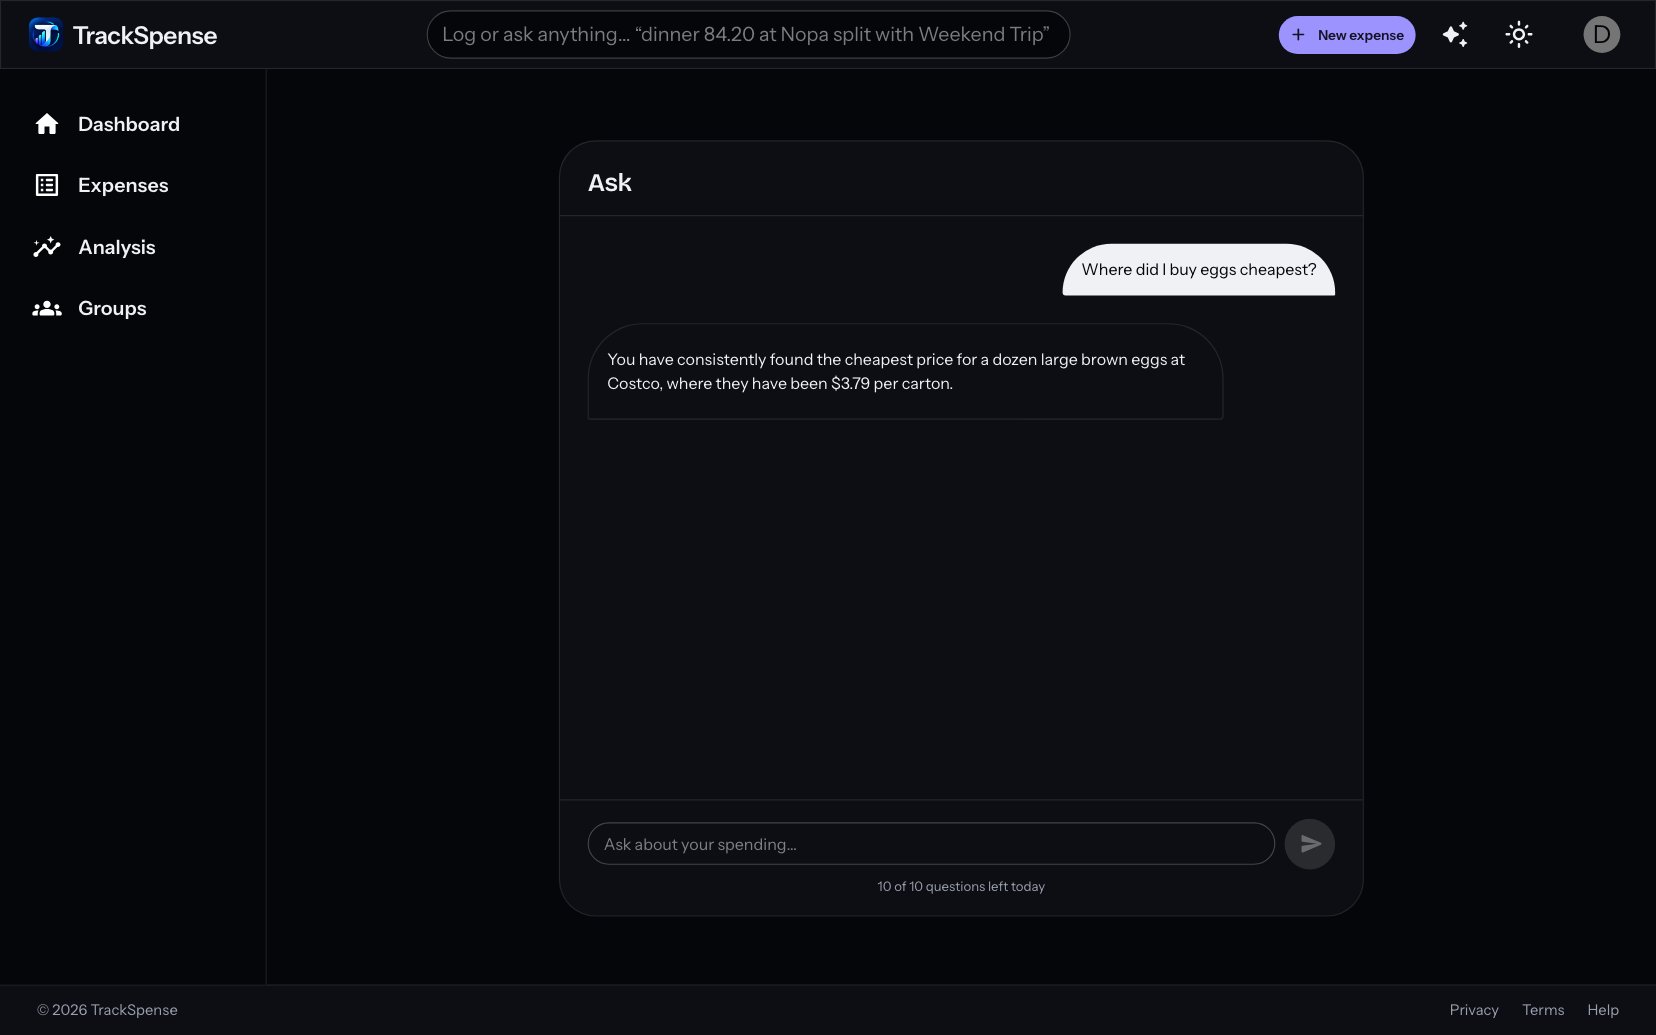 TrackSpense
Log or ask anything... “dinner 84.20 at Nopa split with Weekend Trip”
+ New expense
D
Dashboard
Expenses
Analysis
Groups
Ask
Where did I buy eggs cheapest?
You have consistently found the cheapest price for a dozen large brown eggs at
Costco, where they have been $3.79 per carton.
Ask about your spending...
10 of 10 questions left today
© 2026 TrackSpense
Privacy
Terms
Help